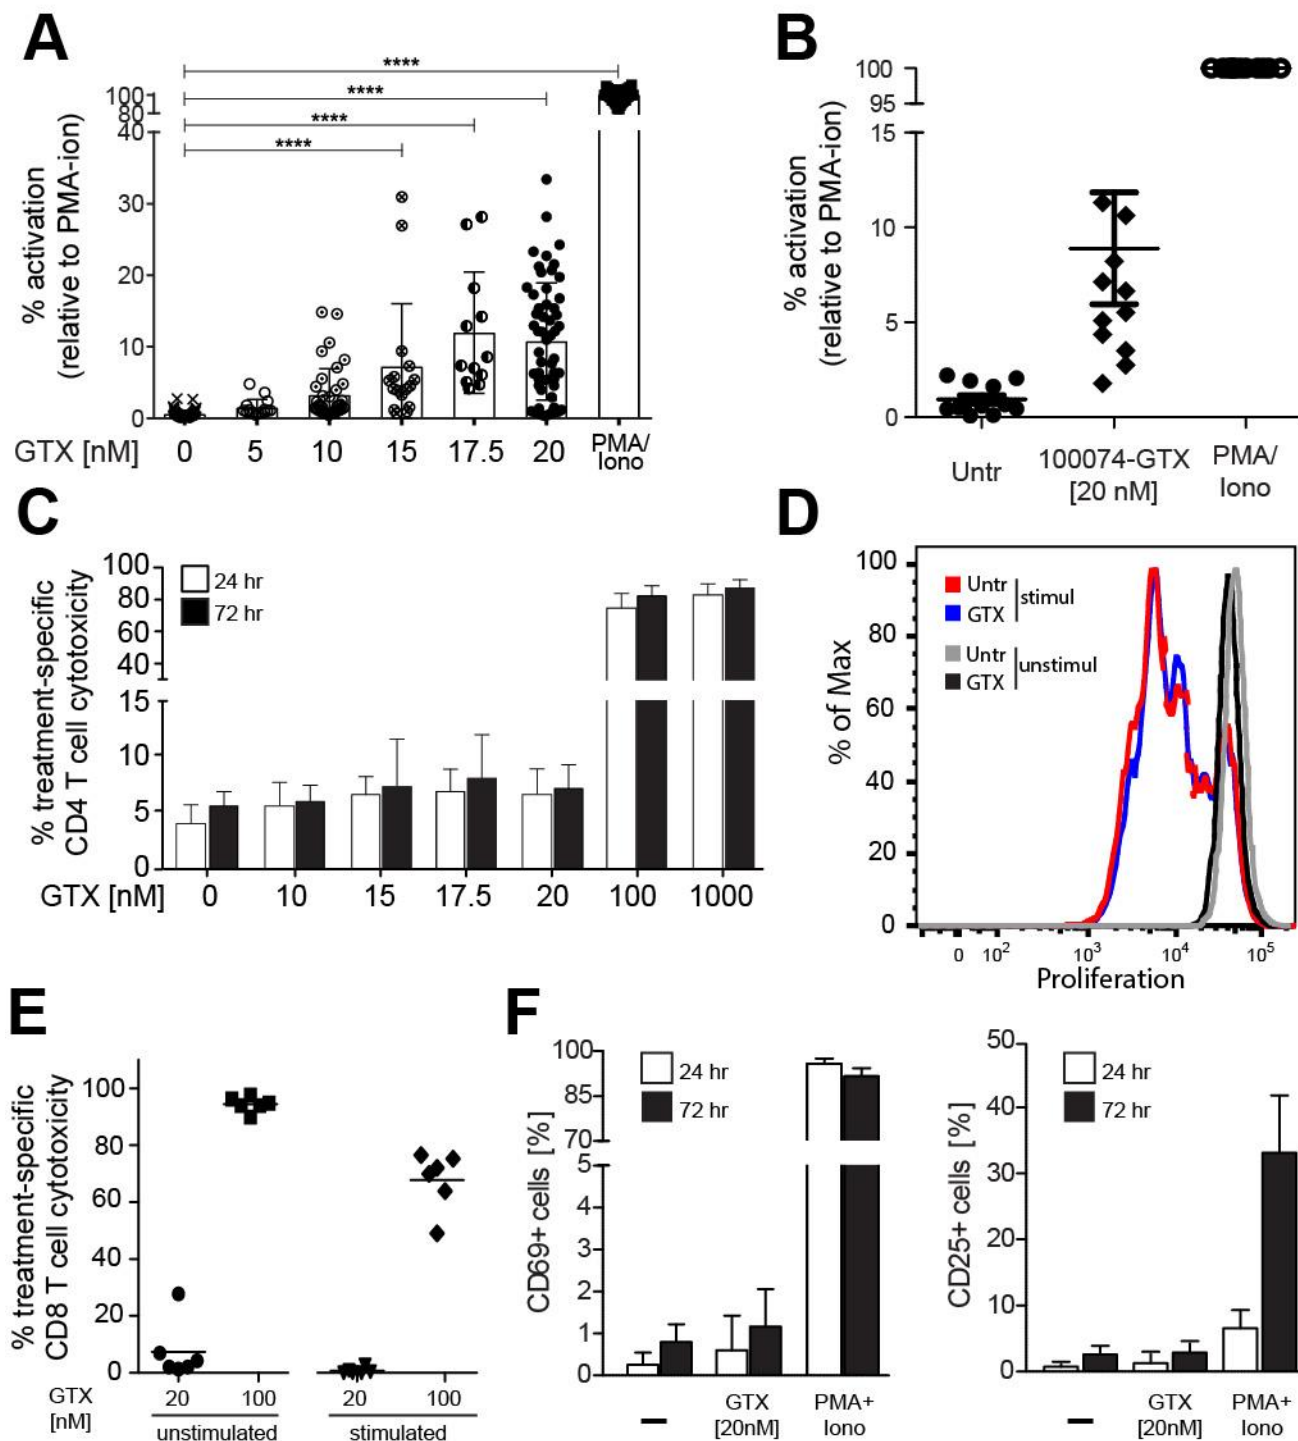 A
% activation
(relative to PMA-ion)
****
****
****
****
100
80
40
30
20
10
0
GTX [nM]
0
5
10
15
17.5
20
PMA/
Iono
B
% activation
(relative to PMA-ion)
100
95
15
10
5
0
Untr
100074-GTX
[20 nM]
PMA/
Iono
C
% treatment-specific
CD4 T cell cytotoxicity
100
80
60
40
15
10
5
0
24 hr
72 hr
GTX [nM]
0
10
15
17.5
20
100
1000
D
% of Max
100
80
60
40
20
0
Untr
GTX
stimul
Untr
GTX
unstimul
0
10²
10³
10⁴
10⁵
Proliferation
E
% treatment-specific
CD8 T cell cytotoxicity
100
80
60
40
20
0
GTX
[nM]
20
100
20
100
unstimulated
stimulated
F
CD69+ cells [%]
100
85
70
5
4
3
2
1
0
24 hr
72 hr
–
GTX
[20nM]
PMA+
Iono
CD25+ cells [%]
50
40
30
20
10
0
24 hr
72 hr
–
GTX
[20nM]
PMA+
Iono